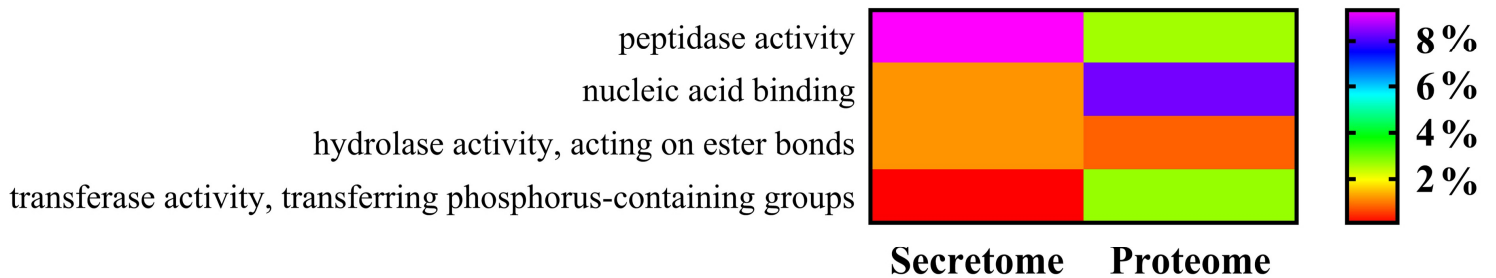 peptidase activity
nucleic acid binding
hydrolase activity, acting on ester bonds
transferase activity, transferring phosphorus-containing groups
8 %
6 %
4 %
2 %
Secretome Proteome